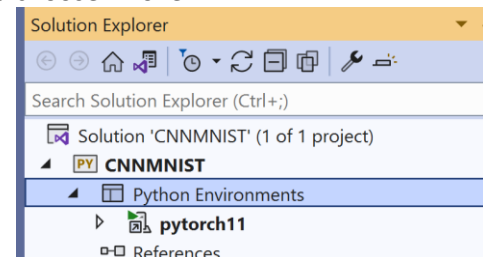 Solution Explorer
Search Solution Explorer (Ctrl+;)
Solution 'CNNMNIST' (1 of 1 project)
PY CNNMNIST
Python Environments
pytorch11
References